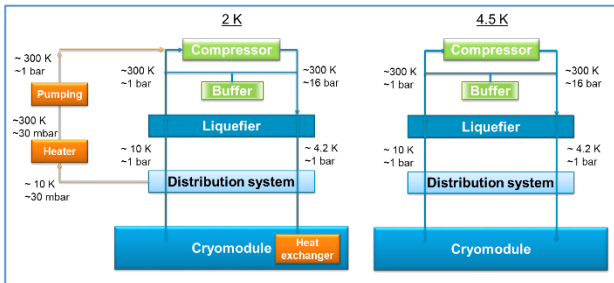 2 K
4.5 K
Compressor
Compressor
~ 300 K
~1 bar
~300 K
~1 bar
~300 K
~16 bar
~300 K
~1 bar
~300 K
~16 bar
Pumping
Buffer
Buffer
~300 K
~30 mbar
Liquefier
Liquefier
Heater
~ 10 K
~1 bar
~ 4.2 K
~1 bar
~ 10 K
~1 bar
~ 4.2 K
~1 bar
~ 10 K
~30 mbar
Distribution system
Distribution system
Cryomodule
Heat
exchanger
Cryomodule